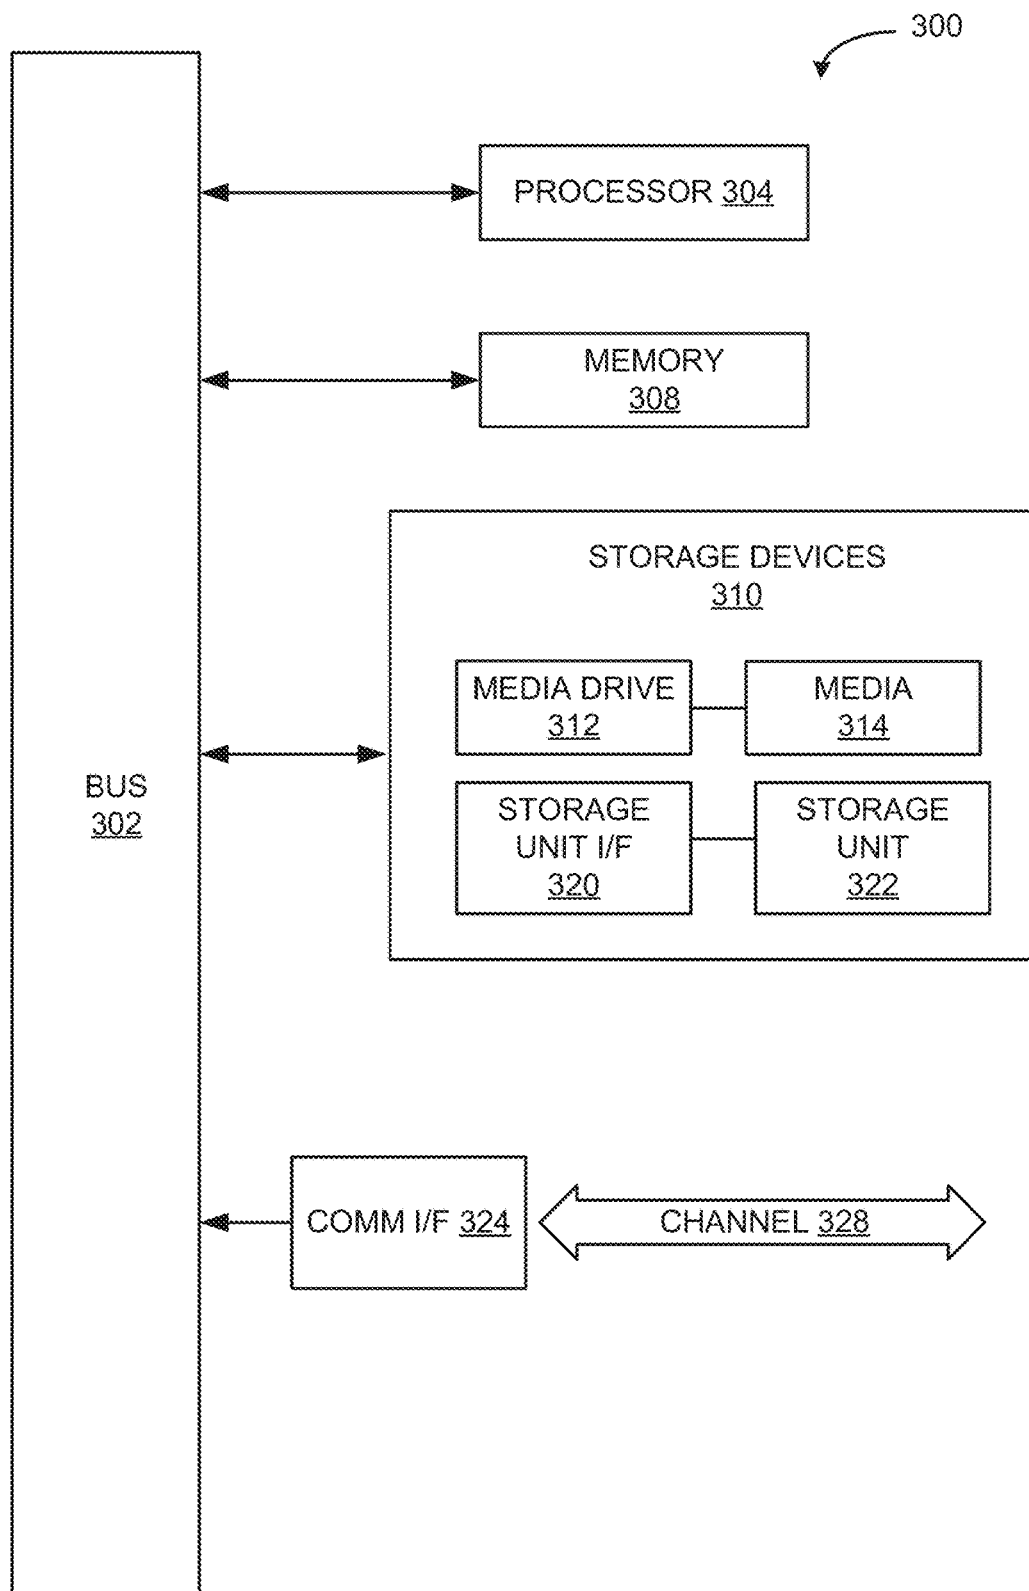 300
PROCESSOR 304
MEMORY
308
STORAGE DEVICES
310
MEDIA DRIVE
312
MEDIA
314
BUS
302
STORAGE
UNIT I/F
320
STORAGE
UNIT
322
COMM I/F 324
CHANNEL 328